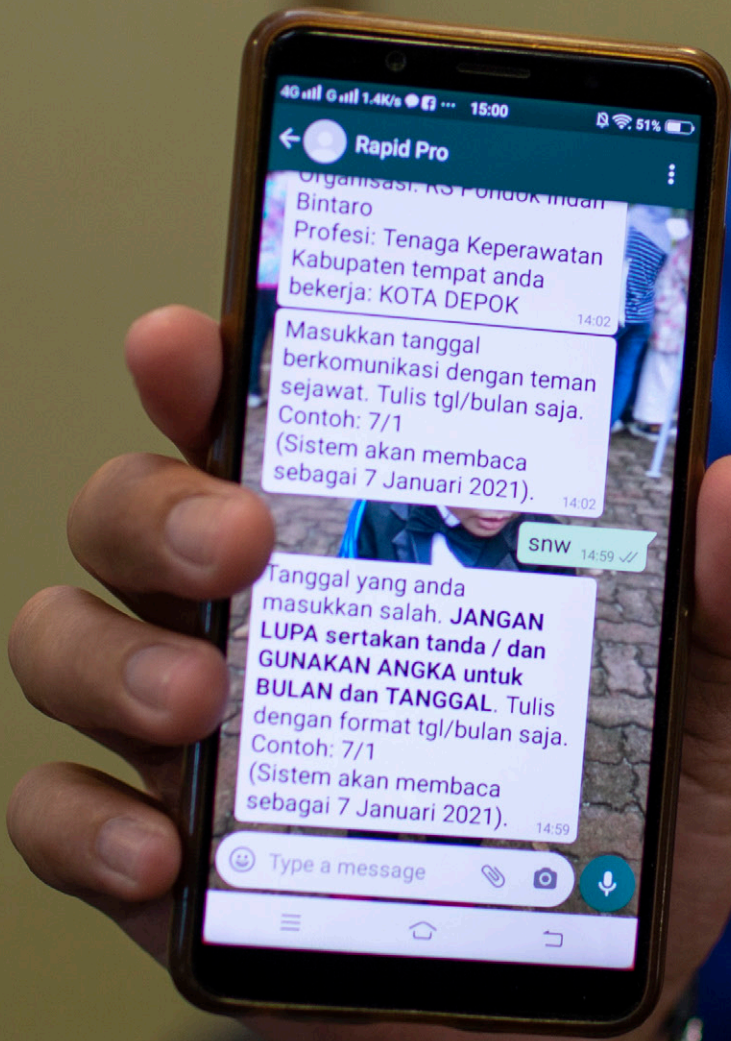 4G G 1.4K/s ... 15:00 51%
Rapid Pro
Organisasi: RS Pondok Indah
Bintaro
Profesi: Tenaga Keperawatan
Kabupaten tempat anda
bekerja: KOTA DEPOK
14:02
Masukkan tanggal
berkomunikasi dengan teman
sejawat. Tulis tgl/bulan saja.
Contoh: 7/1
(Sistem akan membaca
sebagai 7 Januari 2021).
14:02
snw 14:59
Tanggal yang anda
masukkan salah. JANGAN
LUPA sertakan tanda / dan
GUNAKAN ANGKA untuk
BULAN dan TANGGAL. Tulis
dengan format tgl/bulan saja.
Contoh: 7/1
(Sistem akan membaca
sebagai 7 Januari 2021).
14:59
Type a message